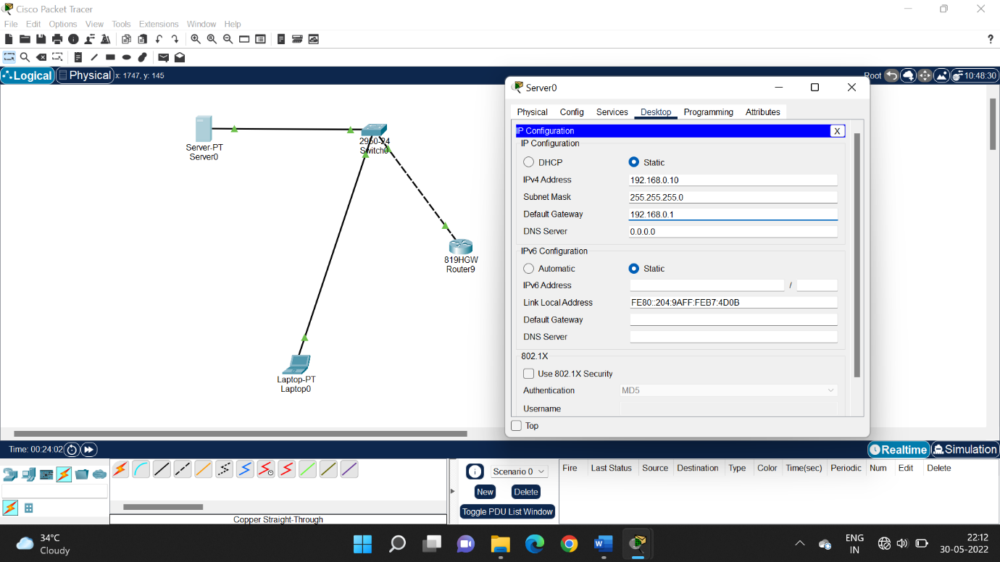 Cisco Packet Tracer
File Edit Options View Tools Extensions Window Help
?
Logical Physical x: 1747, y: 145
Root 10:48:30
Server-PT
Server0
2950-24
Switch0
819HGW
Router9
Laptop-PT
Laptop0
Server0
Physical Config Services Desktop Programming Attributes
IP Configuration X
IP Configuration
DHCP Static
IPv4 Address 192.168.0.10
Subnet Mask 255.255.255.0
Default Gateway 192.168.0.1
DNS Server 0.0.0.0
IPv6 Configuration
Automatic Static
IPv6 Address /
Link Local Address FE80::204:9AFF:FEB7:4D0B
Default Gateway
DNS Server
802.1X
Use 802.1X Security
Authentication MD5
Username
Top
Time: 00:24:02 Realtime Simulation
Scenario 0
New Delete
Toggle PDU List Window
Fire Last Status Source Destination Type Color Time(sec) Periodic Num Edit Delete
Copper Straight-Through
34°C
Cloudy
ENG
IN
22:12
30-05-2022